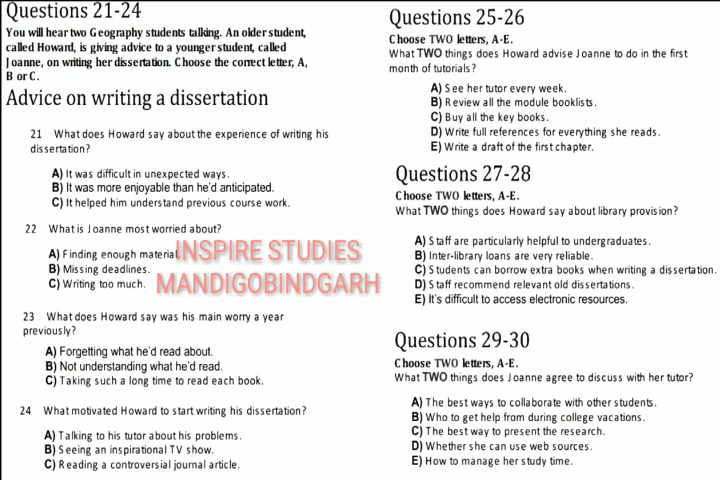 Questions 21-24
You will hear two Geography students talking. An older student,
called Howard, is giving advice to a younger student, called
Joanne, on writing her dissertation. Choose the correct letter, A,
B or C.
Advice on writing a dissertation
21 What does Howard say about the experience of writing his
dissertation?
A) It was difficult in unexpected ways.
B) It was more enjoyable than he'd anticipated.
C) It helped him understand previous course work.
22 What is Joanne most worried about?
A) Finding enough material.
B) Missing deadlines.
C) Writing too much.
INSPIRE STUDIES
MANDIGOBINDGARH
23 What does Howard say was his main worry a year
previously?
A) Forgetting what he'd read about.
B) Not understanding what he'd read.
C) Taking such a long time to read each book.
24 What motivated Howard to start writing his dissertation?
A) Talking to his tutor about his problems.
B) Seeing an inspirational TV show.
C) Reading a controversial journal article.
Questions 25-26
Choose TWO letters, A-E.
What TWO things does Howard advise Joanne to do in the first
month of tutorials?
A) See her tutor every week.
B) Review all the module booklists.
C) Buy all the key books.
D) Write full references for everything she reads.
E) Write a draft of the first chapter.
Questions 27-28
Choose TWO letters, A-E.
What TWO things does Howard say about library provision?
A) Staff are particularly helpful to undergraduates.
B) Inter-library loans are very reliable.
C) Students can borrow extra books when writing a dissertation.
D) Staff recommend relevant old dissertations.
E) It's difficult to access electronic resources.
Questions 29-30
Choose TWO letters, A-E.
What TWO things does Joanne agree to discuss with her tutor?
A) The best ways to collaborate with other students.
B) Who to get help from during college vacations.
C) The best way to present the research.
D) Whether she can use web sources.
E) How to manage her study time.